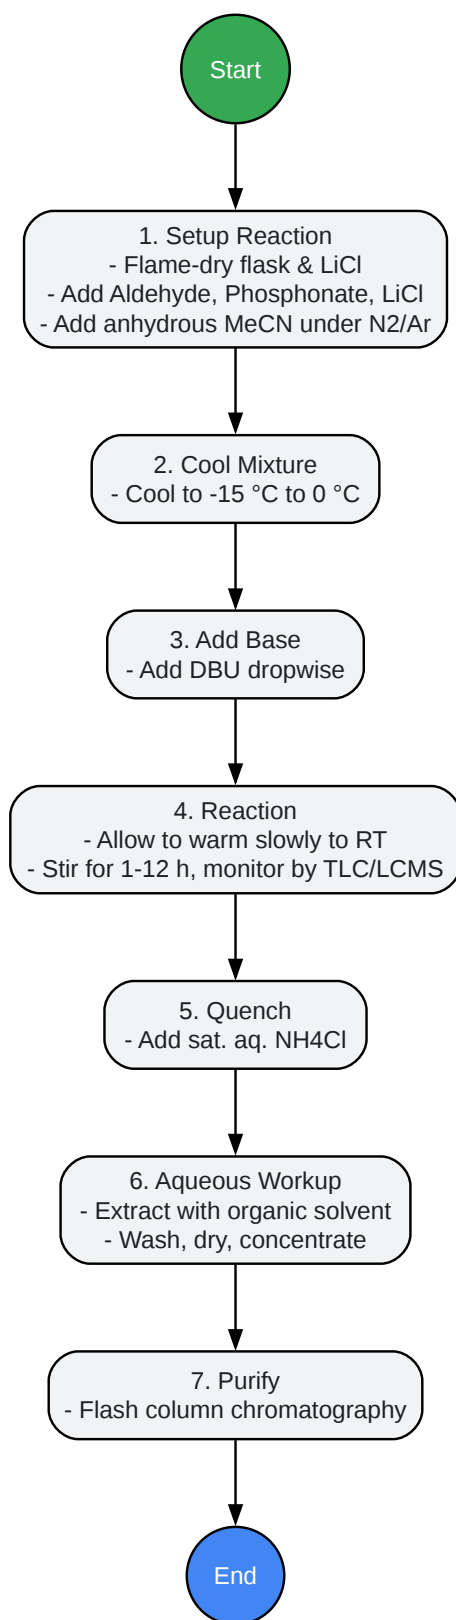 Start
1. Setup Reaction
- Flame-dry flask & LiCl
- Add Aldehyde, Phosphonate, LiCl
- Add anhydrous MeCN under N2/Ar
2. Cool Mixture
- Cool to -15 °C to 0 °C
3. Add Base
- Add DBU dropwise
4. Reaction
- Allow to warm slowly to RT
- Stir for 1-12 h, monitor by TLC/LCMS
5. Quench
- Add sat. aq. NH4Cl
6. Aqueous Workup
- Extract with organic solvent
- Wash, dry, concentrate
7. Purify
- Flash column chromatography
End